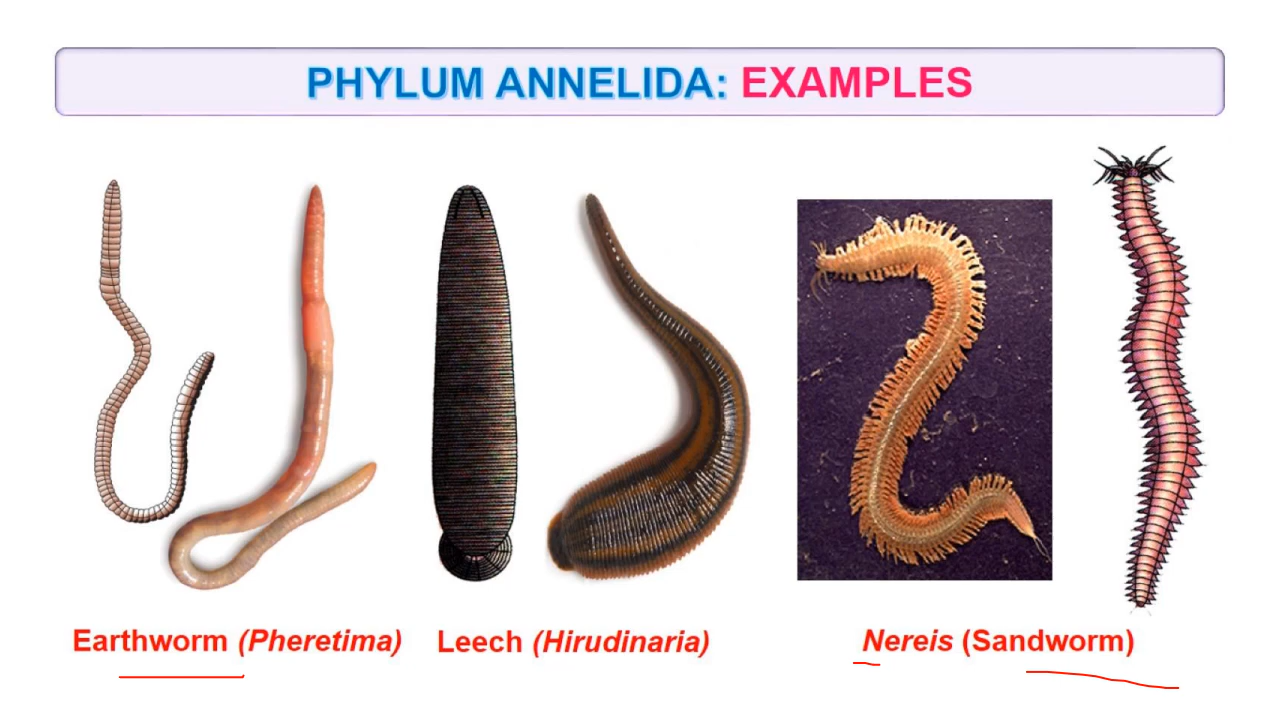 PHYLUM ANNELIDA: EXAMPLES
Earthworm (Pheretima) Leech (Hirudinaria) Nereis (Sandworm)